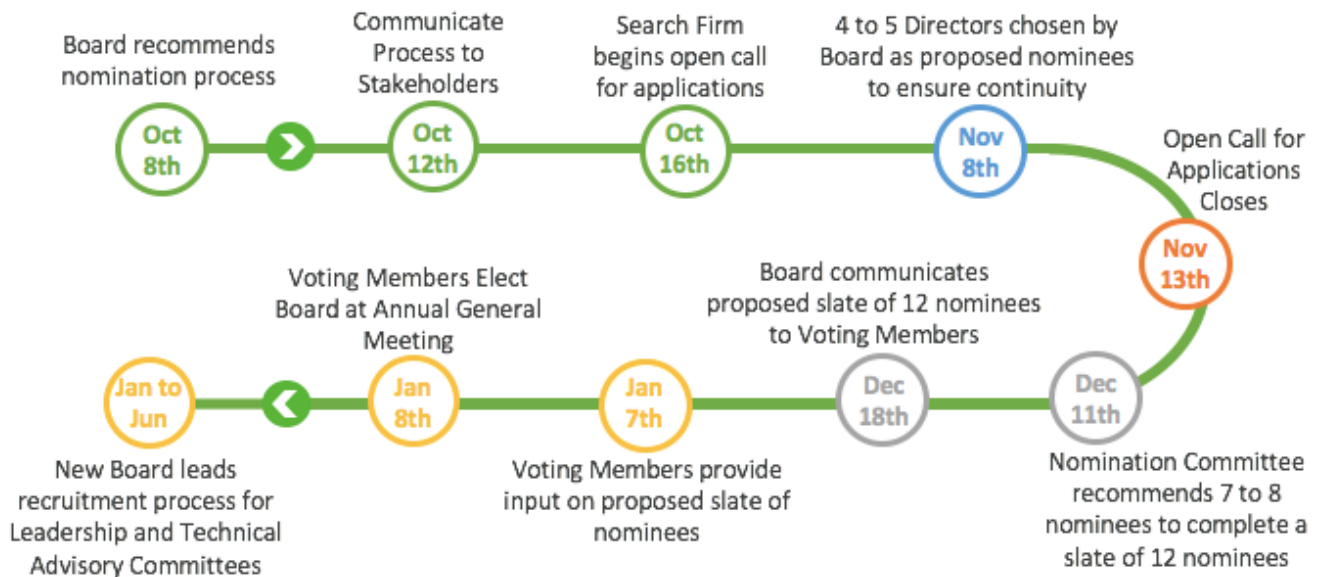 Board recommends
nomination process
Oct
8th
Communicate
Process to
Stakeholders
Oct
12th
Search Firm
begins open call
for applications
Oct
16th
4 to 5 Directors chosen by
Board as proposed nominees
to ensure continuity
Nov
8th
Open Call for
Applications
Closes
Nov
13th
Dec
11th
Nomination Committee
recommends 7 to 8
nominees to complete a
slate of 12 nominees
Board communicates
proposed slate of 12 nominees
to Voting Members
Dec
18th
Jan
7th
Voting Members provide
input on proposed slate of
nominees
Voting Members Elect
Board at Annual General
Meeting
Jan
8th
Jan to
Jun
New Board leads
recruitment process for
Leadership and Technical
Advisory Committees